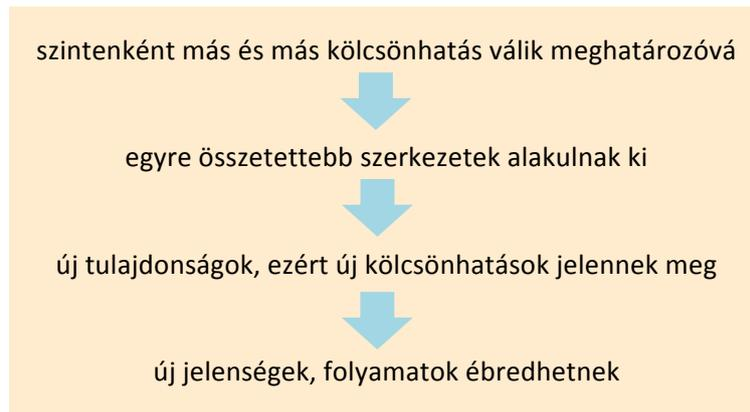 szintenként más és más kölcsönhatás válik meghatározóvá
egyre összetettebb szerkezetek alakulnak ki
új tulajdonságok, ezért új kölcsönhatások jelennek meg
új jelenségek, folyamatok ébredhetnek